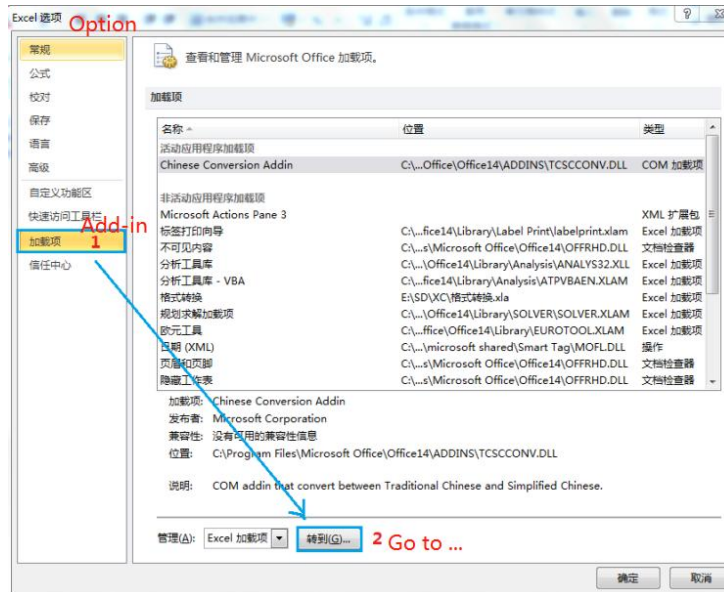 Excel 选项
Option
常规
公式
校对
保存
语言
高级
自定义功能区
快速访问工具栏
Add-in
加载项
1
信任中心
查看和管理 Microsoft Office 加载项。
加载项
名称 位置 类型
活动应用程序加载项
Chinese Conversion Addin C:\...Office\Office14\ADDINS\TCSCCONV.DLL COM 加载项
非活动应用程序加载项
Microsoft Actions Pane 3 XML 扩展包
标签打印向导 C:\...fice14\Library\Label Print\labelprint.xlam Excel 加载项
不可见内容 C:\...s\Microsoft Office\Office14\OFFRHD.DLL 文档检查器
分析工具库 C:\...\Office14\Library\Analysis\ANALYS32.XLL Excel 加载项
分析工具库 - VBA C:\...fice14\Library\Analysis\ATPVBAEN.XLAM Excel 加载项
格式转换 E:\SD\XC\格式转换.xla Excel 加载项
规划求解加载项 C:\...\Office14\Library\SOLVER\SOLVER.XLAM Excel 加载项
欧元工具 C:\...ffice\Office14\Library\EUROTOOL.XLAM Excel 加载项
日期 (XML) C:\...\microsoft shared\Smart Tag\MOFL.DLL 操作
页眉和页脚 C:\...s\Microsoft Office\Office14\OFFRHD.DLL 文档检查器
隐藏工作表 C:\...s\Microsoft Office\Office14\OFFRHD.DLL 文档检查器
加载项: Chinese Conversion Addin
发布者: Microsoft Corporation
兼容性: 没有可用的兼容性信息
位置: C:\Program Files\Microsoft Office\Office14\ADDINS\TCSCCONV.DLL
说明: COM addin that convert between Traditional Chinese and Simplified Chinese.
管理(A): Excel 加载项 转到(G)... 2 Go to ...
确定 取消